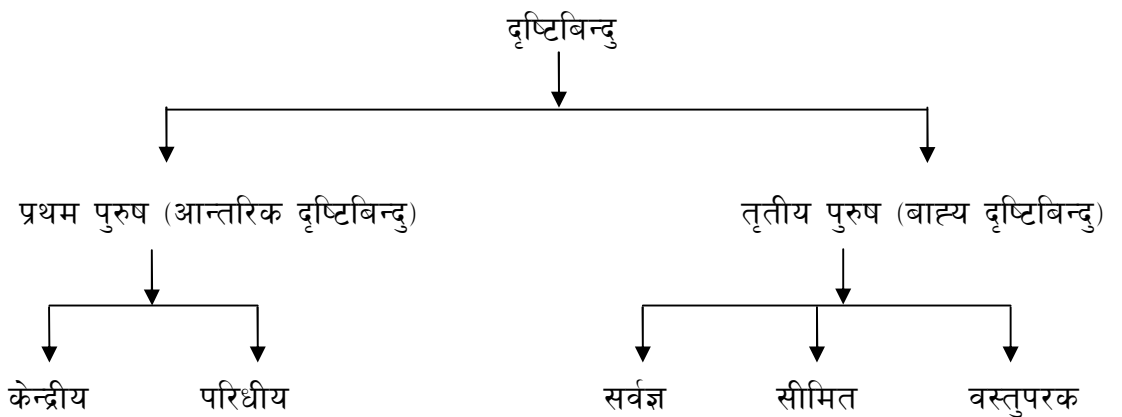 दृष्टिबिन्दु
प्रथम पुरुष (आन्तरिक दृष्टिबिन्दु) तृतीय पुरुष (बाह्य दृष्टिबिन्दु)
केन्द्रीय परिधीय सर्वज्ञ सीमित वस्तुपरक